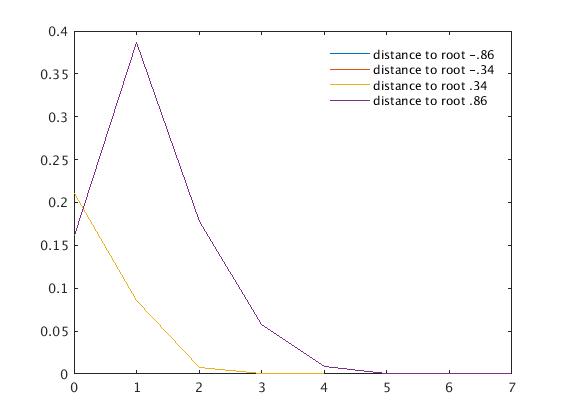 0.4
0.35
0.3
0.25
0.2
0.15
0.1
0.05
0
0 1 2 3 4 5 6 7
distance to root -.86
distance to root -.34
distance to root .34
distance to root .86